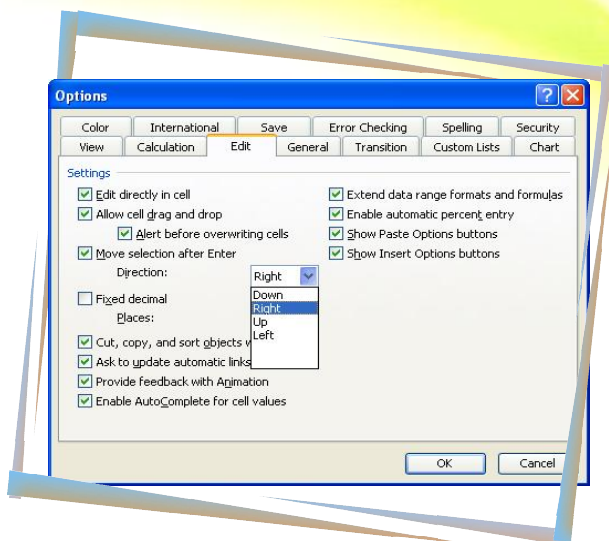 Options
Color International Save Error Checking Spelling Security
View Calculation Edit General Transition Custom Lists Chart
Settings
Edit directly in cell
Extend data range formats and formulas
Allow cell drag and drop
Enable automatic percent entry
Alert before overwriting cells
Show Paste Options buttons
Move selection after Enter
Show Insert Options buttons
Direction: Right
Down
Right
Up
Left
Fixed decimal
Places:
Cut, copy, and sort objects
Ask to update automatic links
Provide feedback with Animation
Enable AutoComplete for cell values
OK Cancel